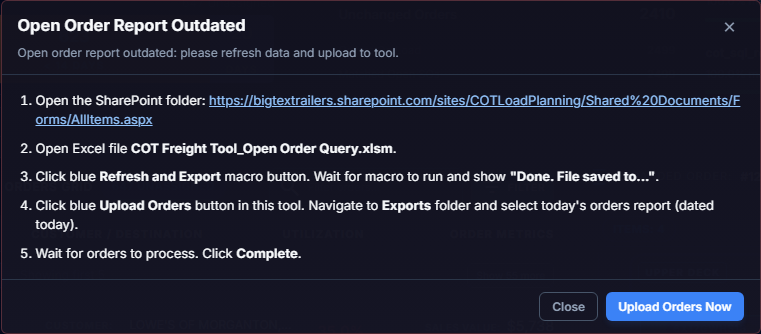 Open Order Report Outdated
Open order report outdated: please refresh data and upload to tool.
1. Open the SharePoint folder: https://bigtextrailers.sharepoint.com/sites/COTLoadPlanning/Shared%20Documents/F
orms/AllItems.aspx
2. Open Excel file COT Freight Tool_Open Order Query.xlsm.
3. Click blue Refresh and Export macro button. Wait for macro to run and show "Done. File saved to...".
4. Click blue Upload Orders button in this tool. Navigate to Exports folder and select today's orders report (dated
today).
5. Wait for orders to process. Click Complete.
Close
Upload Orders Now